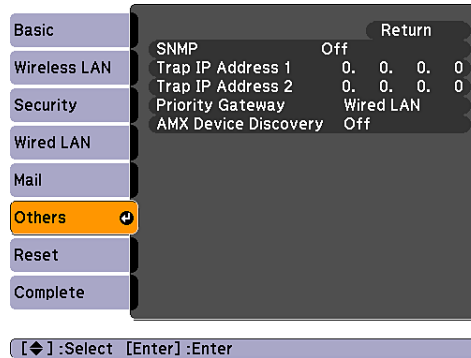 Basic
Wireless LAN
Security
Wired LAN
Mail
Others
Reset
Complete
Return
SNMP Off
Trap IP Address 1 0. 0. 0. 0
Trap IP Address 2 0. 0. 0. 0
Priority Gateway Wired LAN
AMX Device Discovery Off
[◆] :Select [Enter] :Enter